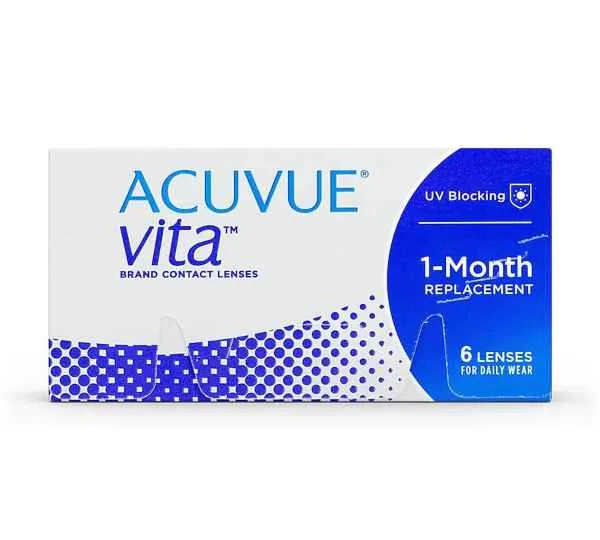 ACUVUE®
vita™
BRAND CONTACT LENSES
UV Blocking
1-Month
REPLACEMENT
6 LENSES
FOR DAILY WEAR